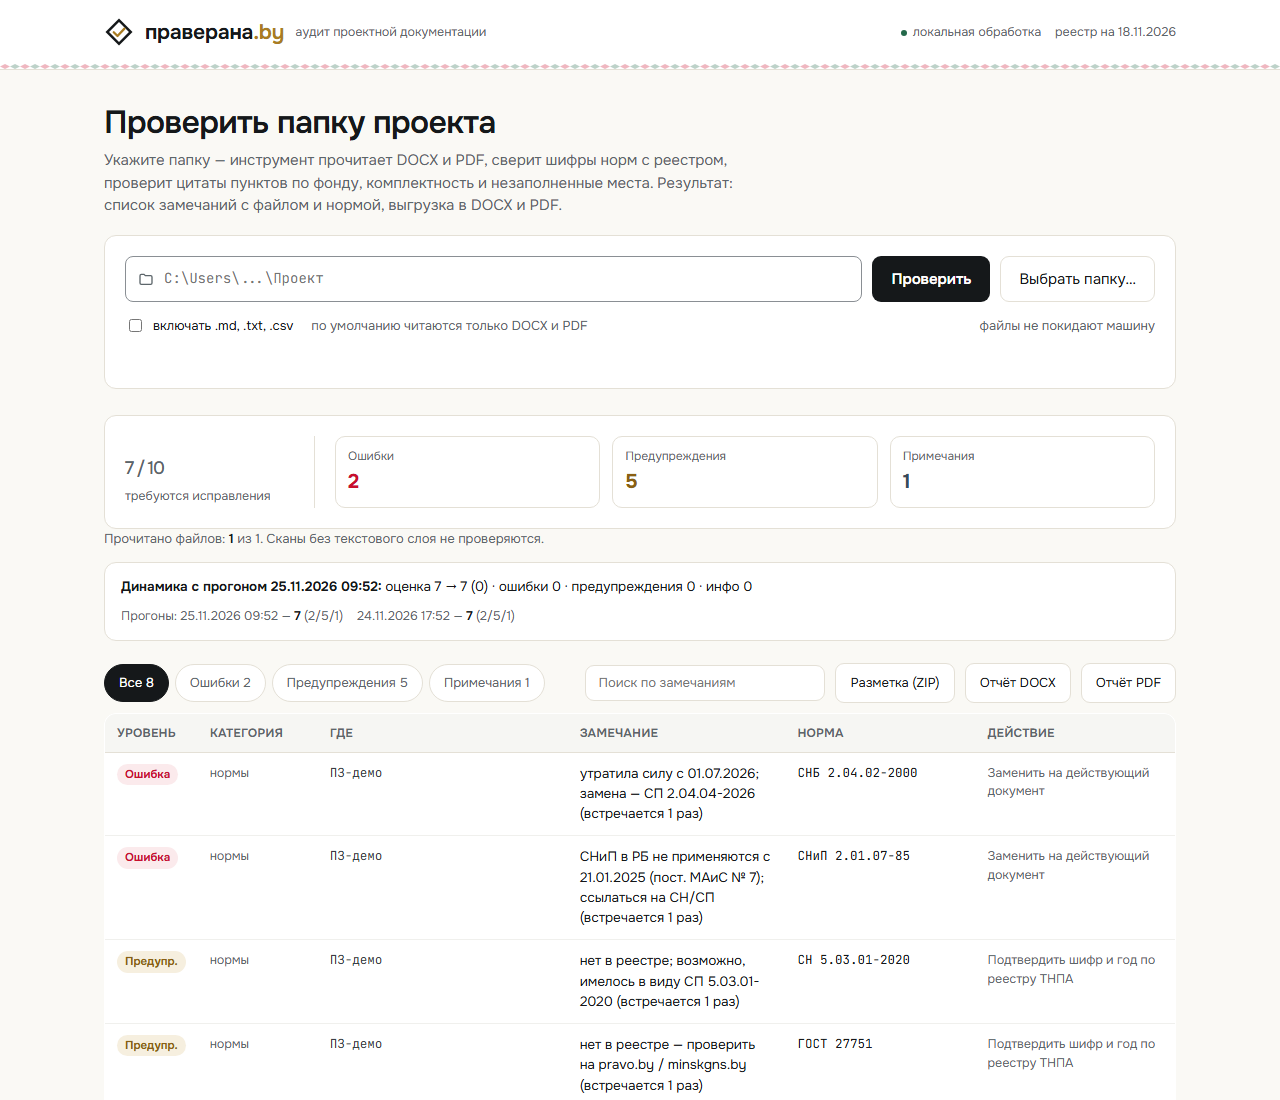 праверана.by аудит проектной документации
локальная обработка реестр на 18.11.2026
Проверить папку проекта
Укажите папку — инструмент прочитает DOCX и PDF, сверит шифры норм с реестром,
проверит цитаты пунктов по фонду, комплектность и незаполненные места. Результат:
список замечаний с файлом и нормой, выгрузка в DOCX и PDF.
C:\Users\...\Проект
Проверить
Выбрать папку...
включать .md, .txt, .csv
по умолчанию читаются только DOCX и PDF
файлы не покидают машину
7 / 10
требуются исправления
Ошибки
2
Предупреждения
5
Примечания
1
Прочитано файлов: 1 из 1. Сканы без текстового слоя не проверяются.
Динамика с прогоном 25.11.2026 09:52: оценка 7 → 7 (0) · ошибки 0 · предупреждения 0 · инфо 0
Прогоны: 25.11.2026 09:52 — 7 (2/5/1) 24.11.2026 17:52 — 7 (2/5/1)
Все 8
Ошибки 2
Предупреждения 5
Примечания 1
Поиск по замечаниям
Разметка (ZIP)
Отчёт DOCX
Отчёт PDF
УРОВЕНЬ КАТЕГОРИЯ ГДЕ ЗАМЕЧАНИЕ НОРМА ДЕЙСТВИЕ
Ошибка
нормы
ПЗ-демо
утратила силу с 01.07.2026;
замена — СП 2.04.04-2026
(встречается 1 раз)
СНБ 2.04.02-2000
Заменить на действующий
документ
Ошибка
нормы
ПЗ-демо
СНиП в РБ не применяются с
21.01.2025 (пост. МАиС № 7);
ссылаться на СН/СП
(встречается 1 раз)
СНиП 2.01.07-85
Заменить на действующий
документ
Предупр.
нормы
ПЗ-демо
нет в реестре; возможно,
имелось в виду СП 5.03.01-
2020 (встречается 1 раз)
СН 5.03.01-2020
Подтвердить шифр и год по
реестру ТНПА
Предупр.
нормы
ПЗ-демо
нет в реестре — проверить
на pravo.by / minskgns.by
(встречается 1 раз)
ГОСТ 27751
Подтвердить шифр и год по
реестру ТНПА